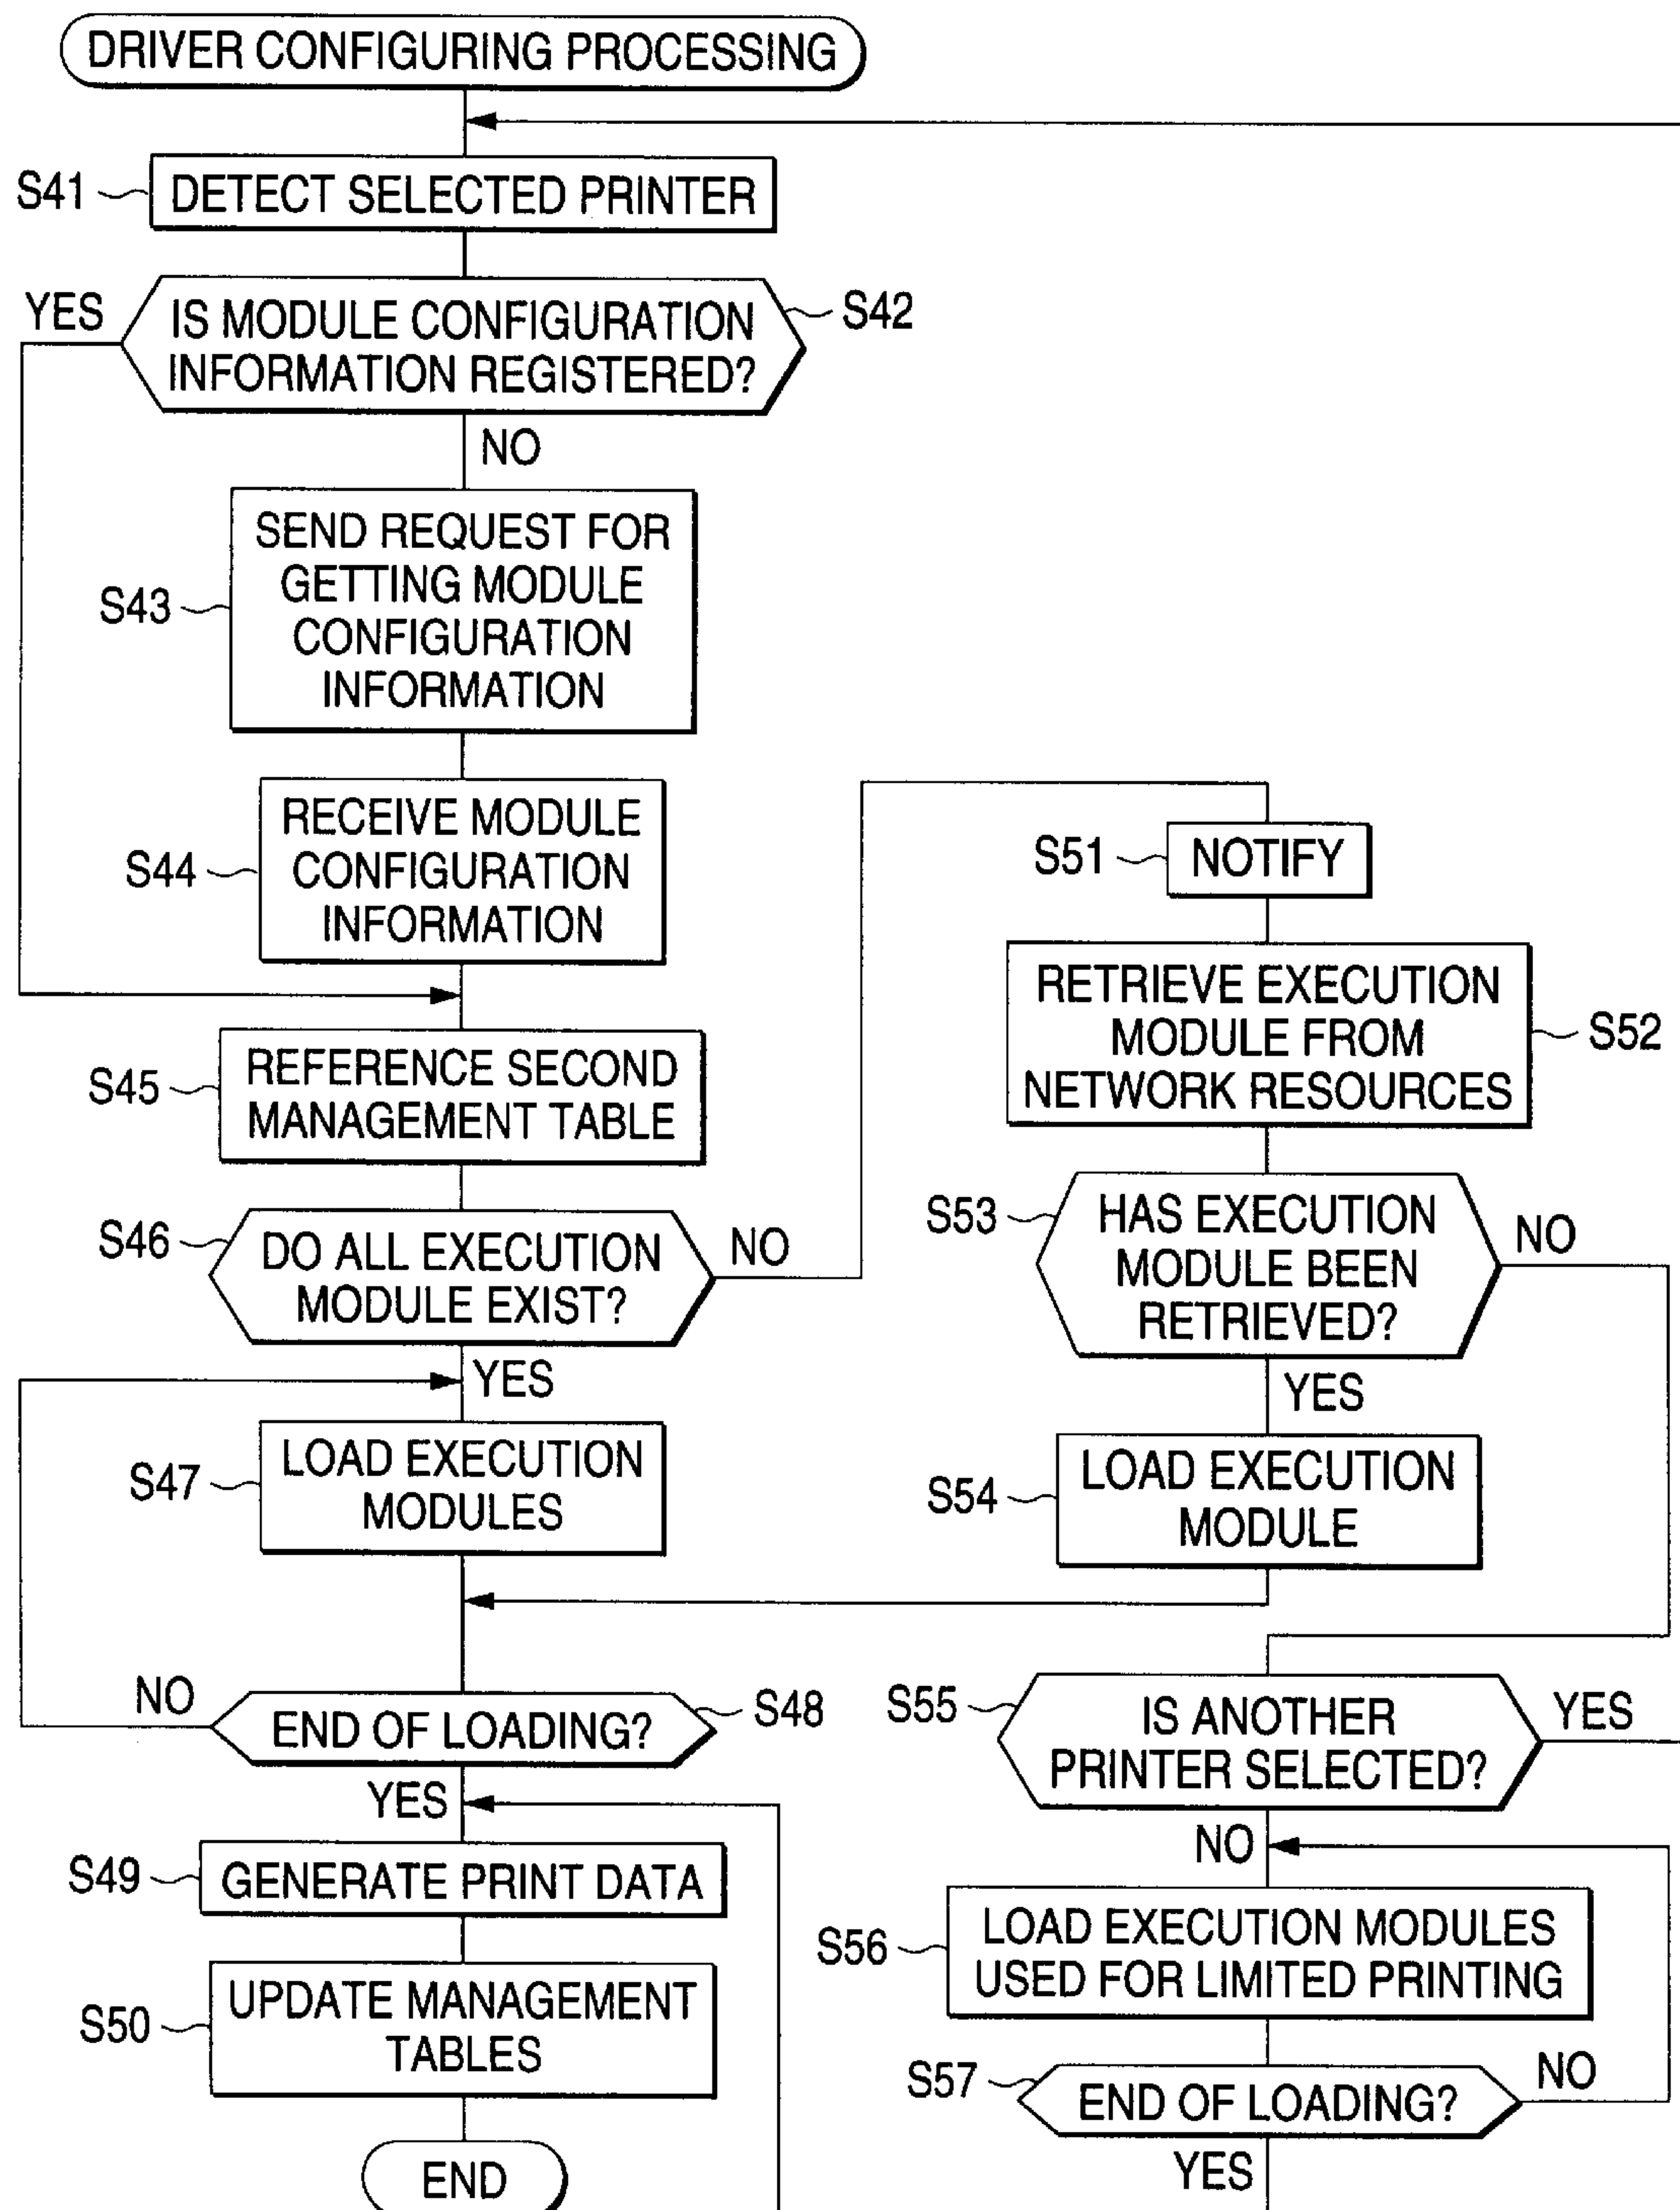 DRIVER CONFIGURING PROCESSING
S41
DETECT SELECTED PRINTER
YES
IS MODULE CONFIGURATION
INFORMATION REGISTERED?
S42
NO
S43
SEND REQUEST FOR
GETTING MODULE
CONFIGURATION
INFORMATION
S44
RECEIVE MODULE
CONFIGURATION
INFORMATION
S45
REFERENCE SECOND
MANAGEMENT TABLE
S46
DO ALL EXECUTION
MODULE EXIST?
NO
YES
S47
LOAD EXECUTION
MODULES
NO
END OF LOADING?
S48
YES
S49
GENERATE PRINT DATA
S50
UPDATE MANAGEMENT
TABLES
END
S51
NOTIFY
RETRIEVE EXECUTION
MODULE FROM
NETWORK RESOURCES
S52
S53
HAS EXECUTION
MODULE BEEN
RETRIEVED?
NO
YES
S54
LOAD EXECUTION
MODULE
S55
IS ANOTHER
PRINTER SELECTED?
YES
NO
S56
LOAD EXECUTION MODULES
USED FOR LIMITED PRINTING
S57
END OF LOADING?
NO
YES